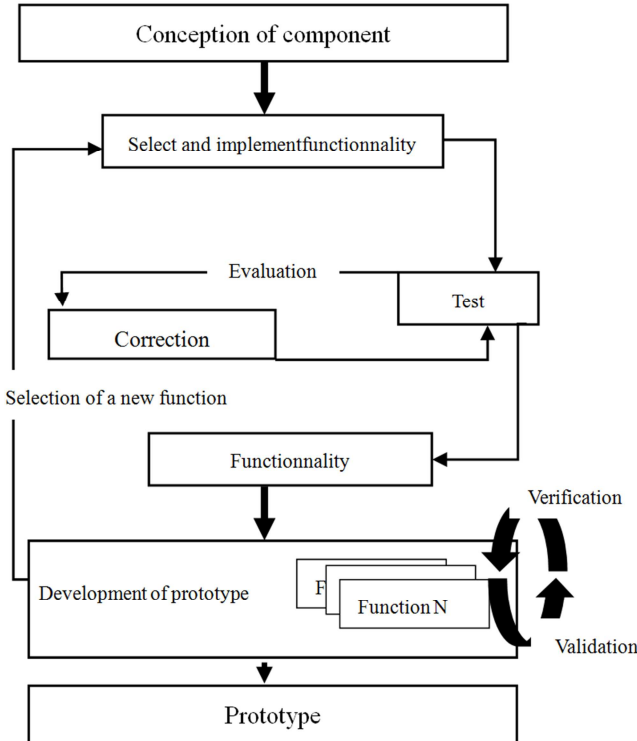 Conception of component
Select and implementfunctionnality
Evaluation
Test
Correction
Selection of a new function
Functionnality
Verification
Development of prototype
F
Function N
Validation
Prototype